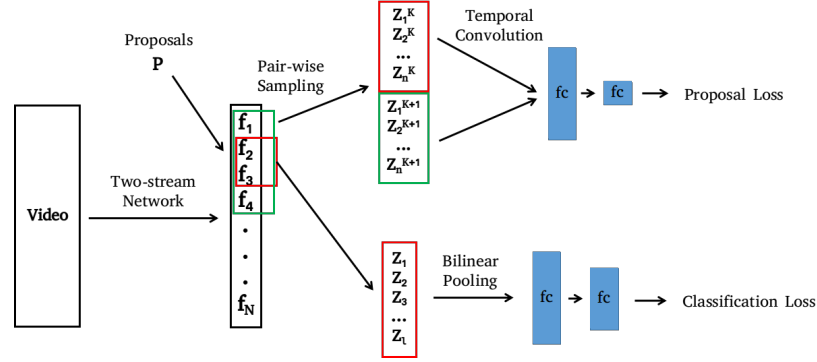 Proposals
P
Pair-wise
Sampling
Z₁ᴷ
Z₂ᴷ
...
Zₙᴷ
Temporal
Convolution
Z₁ᴷ⁺¹
Z₂ᴷ⁺¹
...
Zₙᴷ⁺¹
fc
fc
Proposal Loss
Video
Two-stream
Network
f₁
f₂
f₃
f₄
.
.
.
f_N
Z₁
Z₂
Z₃
...
Zₗ
Bilinear
Pooling
fc
fc
Classification Loss